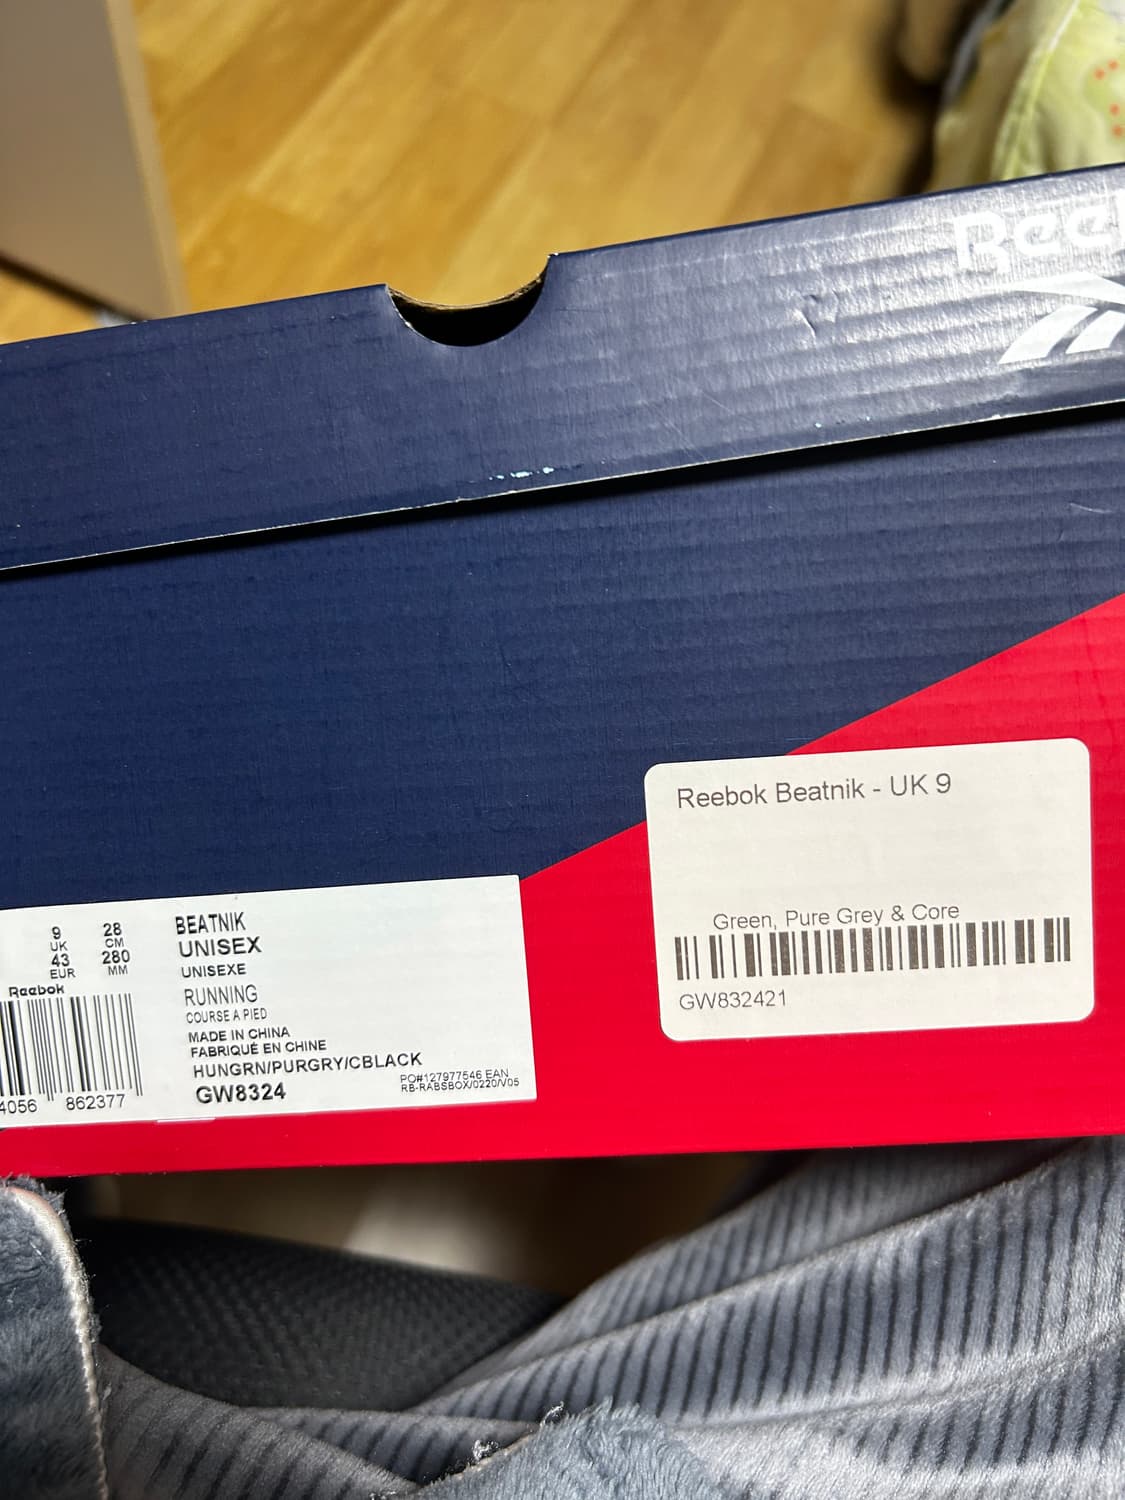 Reebok
Reebok Beatnik - UK 9
Green, Pure Grey & Core
GW832421
9 28
UK CM
43 280
EUR MM
Reebok
4056 862377
BEATNIK
UNISEX
UNISEXE
RUNNING
COURSE A PIED
MADE IN CHINA
FABRIQUÉ EN CHINE
HUNGRN/PURGRY/CBLACK
GW8324
PO#127977546 EAN
RB-RABSBOX/0220/V05